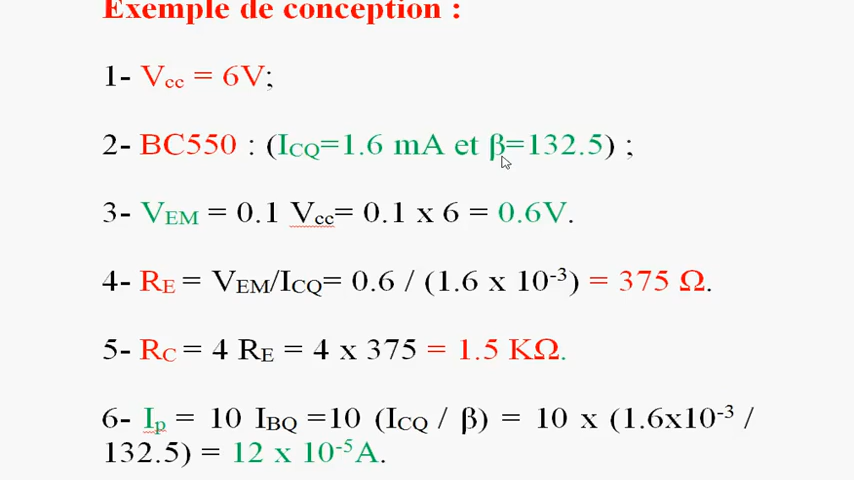 Exemple de conception :
1- Vcc = 6V;
2- BC550 : (ICQ=1.6 mA et β=132.5) ;
3- VEM = 0.1 Vcc= 0.1 x 6 = 0.6V.
4- RE = VEM/ICQ= 0.6 / (1.6 x 10-3) = 375 Ω.
5- RC = 4 RE = 4 x 375 = 1.5 KΩ.
6- Ip = 10 IBQ =10 (ICQ / β) = 10 x (1.6x10-3 /
132.5) = 12 x 10-5A.